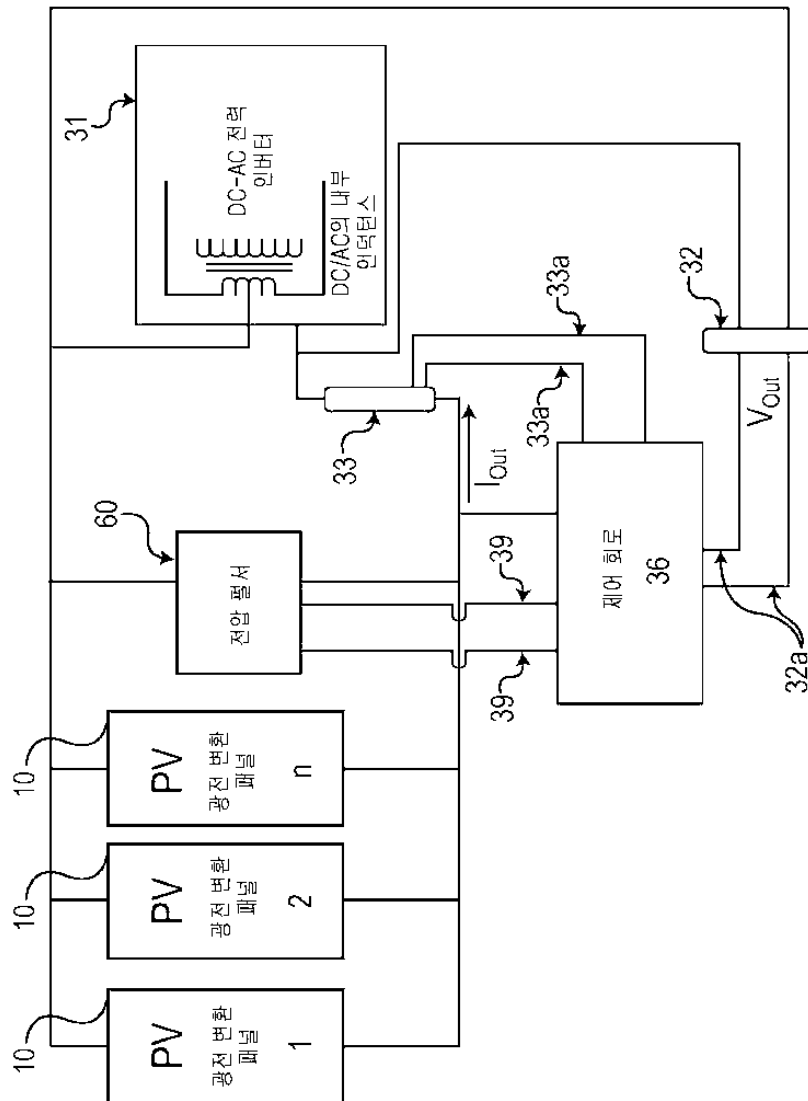 10
PV
광전 변환
패널
1
10
PV
광전 변환
패널
2
10
PV
광전 변환
패널
n
60
전압 펄서
39
39
31
DC-AC 전력
인버터
DC/AC의 내부
인덕턴스
33
33a
33a
I Out
제어 회로
36
32
V Out
32a